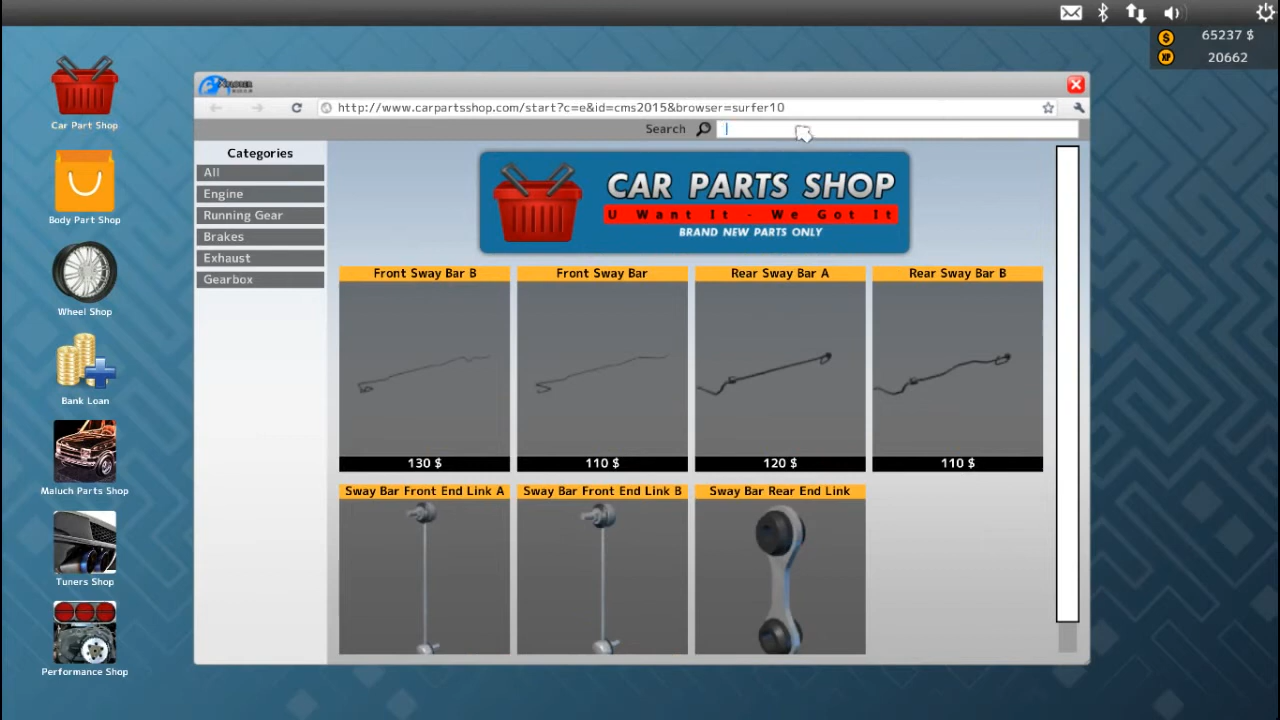 65237 $
20662
Car Part Shop
Body Part Shop
Wheel Shop
Bank Loan
Maluch Parts Shop
Tuners Shop
Performance Shop
http://www.carpartsshop.com/start?c=e&id=cms2015&browser=surfer10
Search
Categories
All
Engine
Running Gear
Brakes
Exhaust
Gearbox
CAR PARTS SHOP
U Want It - We Got It
BRAND NEW PARTS ONLY
Front Sway Bar B
Front Sway Bar
Rear Sway Bar A
Rear Sway Bar B
130 $
110 $
120 $
110 $
Sway Bar Front End Link A
Sway Bar Front End Link B
Sway Bar Rear End Link